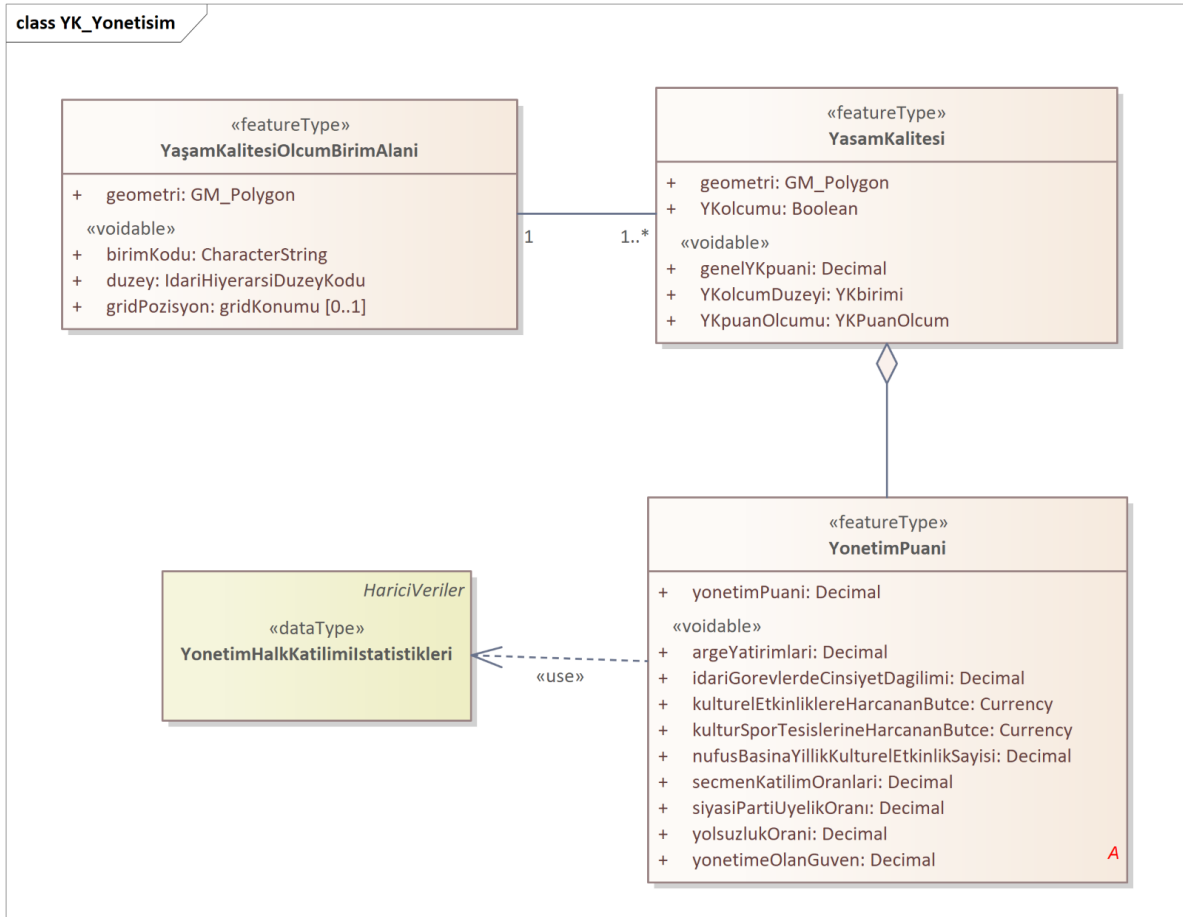 class YK_Yonetisim
«featureType»
YaşamKalitesiOlcumBirimAlani
+ geometri: GM_Polygon
«voidable»
+ birimKodu: CharacterString
+ duzey: IdariHiyerarsiDuzeyKodu
+ gridPozisyon: gridKonumu [0..1]
1
1..*
«featureType»
YasamKalitesi
+ geometri: GM_Polygon
+ YKolcumu: Boolean
«voidable»
+ genelYKpuani: Decimal
+ YKolcumDuzeyi: YKbirimi
+ YKpuanOlcumu: YKPuanOlcum
HariciVeriler
«dataType»
YonetimHalkKatilimiIstatistikleri
«use»
«featureType»
YonetimPuani
+ yonetimPuani: Decimal
«voidable»
+ argeYatirimlari: Decimal
+ idariGorevlerdeCinsiyetDagilimi: Decimal
+ kulturelEtkinliklereHarcananButce: Currency
+ kulturSporTesislerineHarcananButce: Currency
+ nufusBasinaYillikKulturelEtkinlikSayisi: Decimal
+ secmenKatilimOranlari: Decimal
+ siyasiPartiUyelikOranı: Decimal
+ yolsuzlukOrani: Decimal
+ yonetimeOlanGuven: Decimal
A